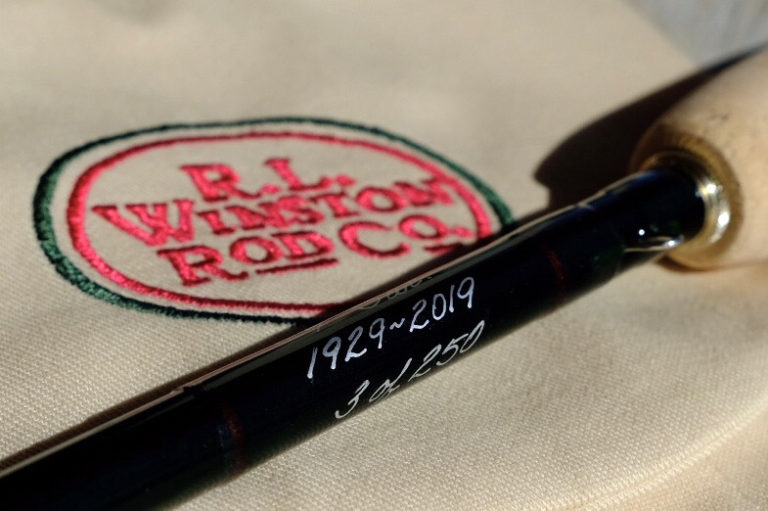 R.L.
WINSTON
ROD CO.
1929~2019
3 of 250